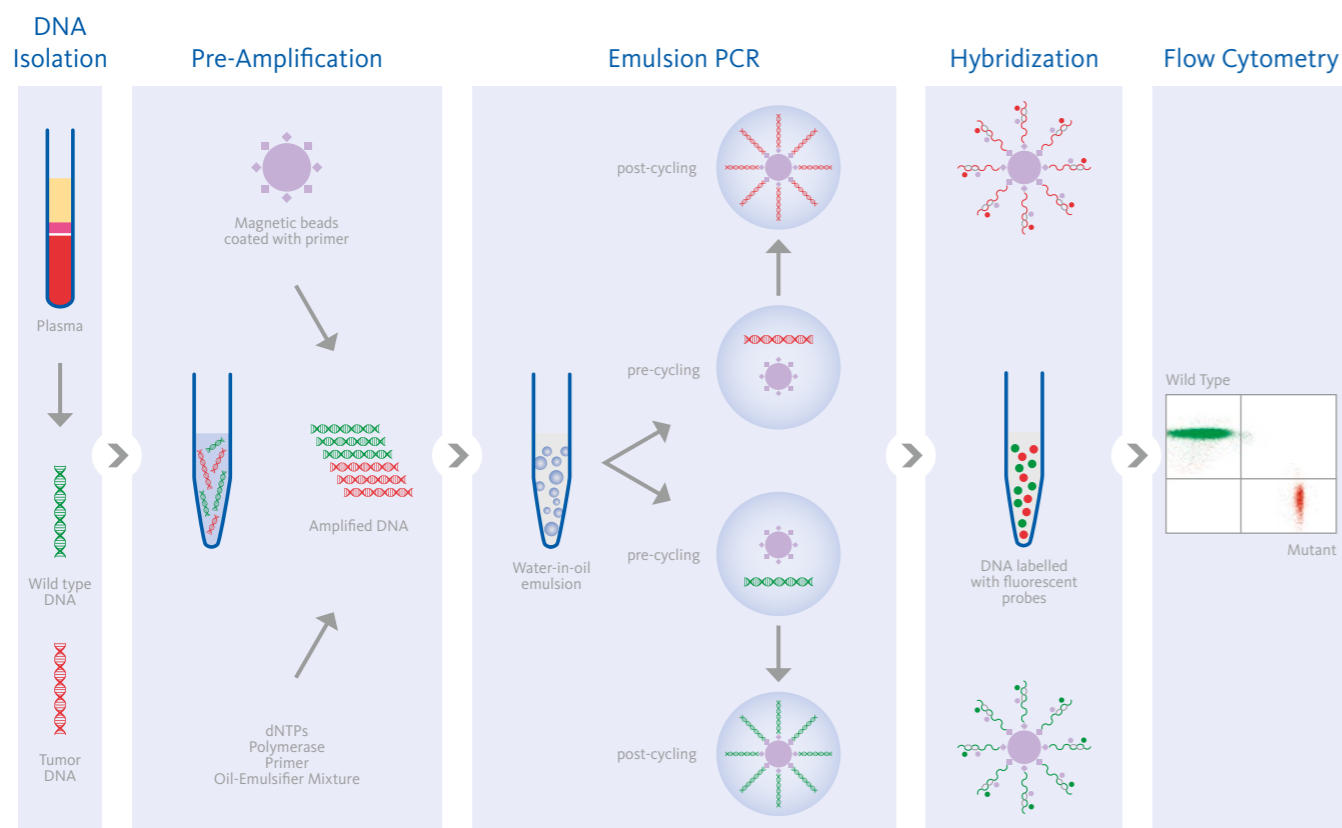 DNA
Isolation
Pre-Amplification
Emulsion PCR
Hybridization
Flow Cytometry
Plasma
Wild type
DNA
Tumor
DNA
Magnetic beads
coated with primer
Amplified DNA
dNTPs
Polymerase
Primer
Oil-Emulsifier Mixture
Water-in-oil
emulsion
post-cycling
pre-cycling
pre-cycling
post-cycling
DNA labelled
with fluorescent
probes
Wild Type
Mutant